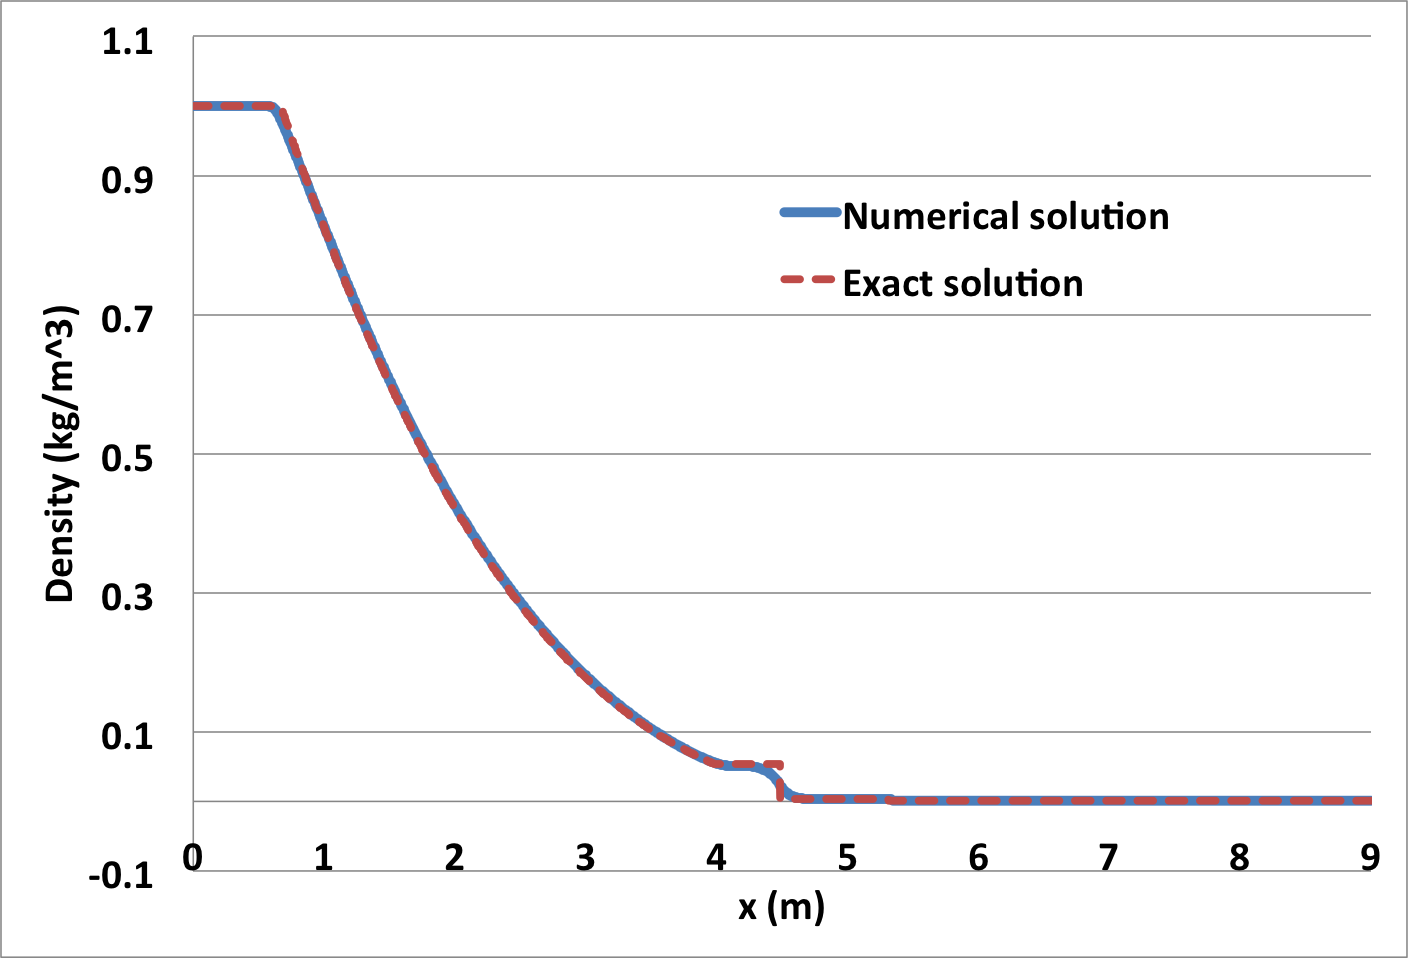 1.1
0.9
0.7
0.5
0.3
0.1
-0.1
Density (kg/m^3)
Numerical solution
Exact solution
0 1 2 3 4 5 6 7 8 9
x (m)